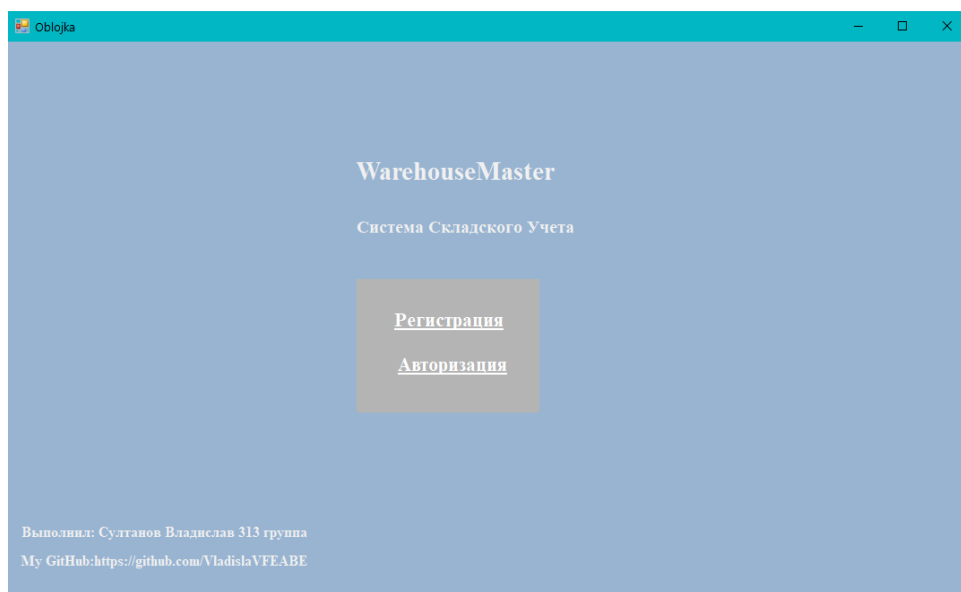 Oblojka
WarehouseMaster
Система Складского Учета
Регистрация
Авторизация
Выполнил: Султанов Владислав 313 группа
My GitHub:https://github.com/VladislaVFEABE